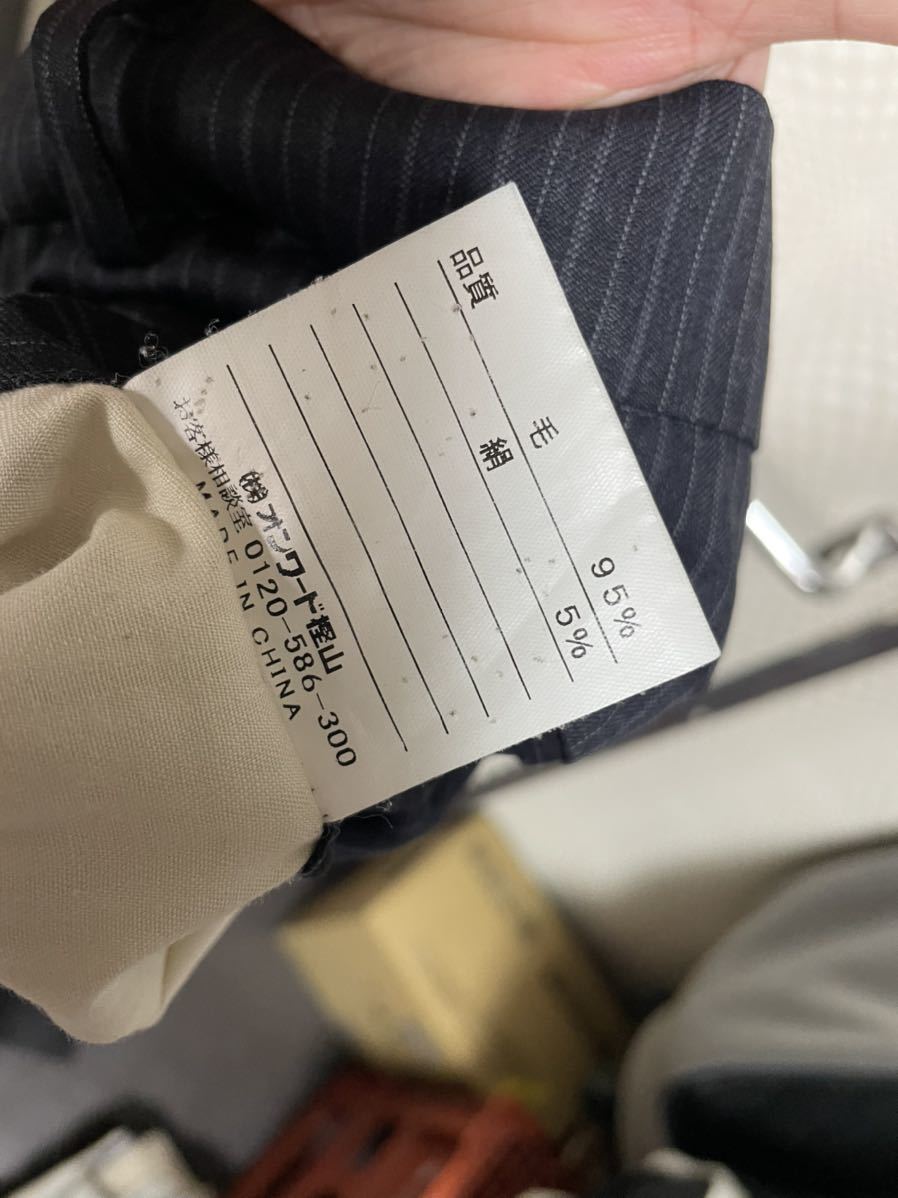 品質
毛 95%
絹 5%
(株)オンワード樫山
お客様相談室 0120-586-300
MADE IN CHINA